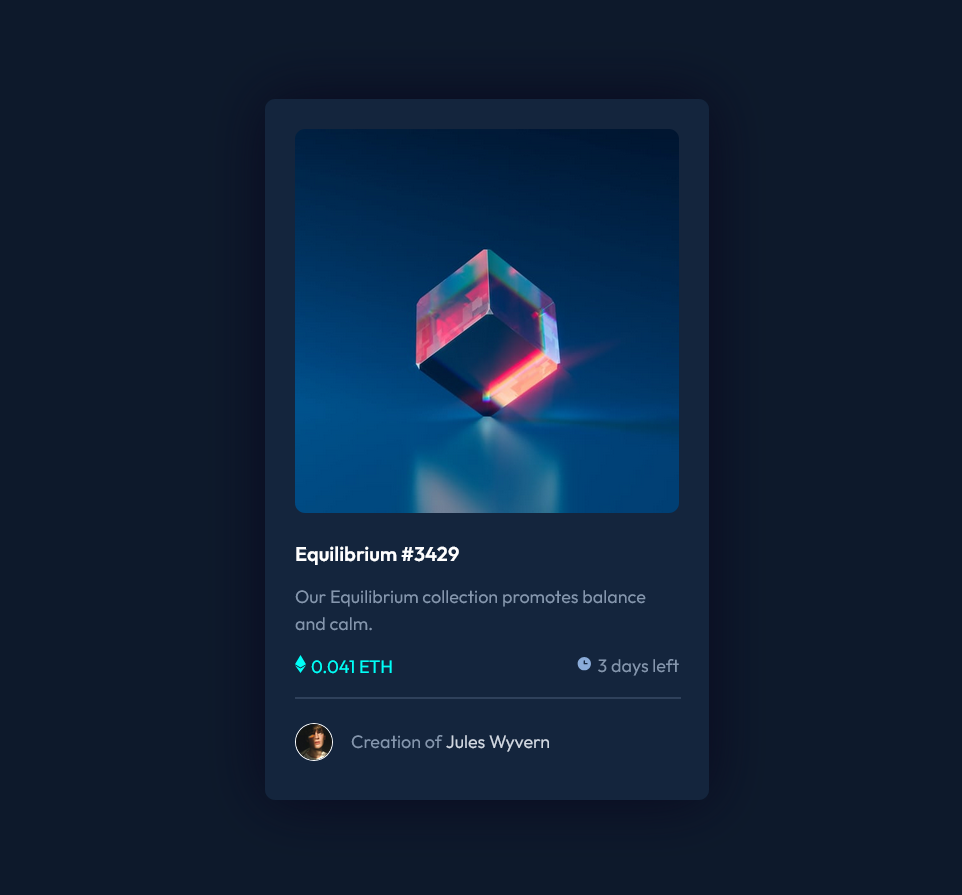 Equilibrium #3429
Our Equilibrium collection promotes balance
and calm.
0.041 ETH
3 days left
Creation of Jules Wyvern